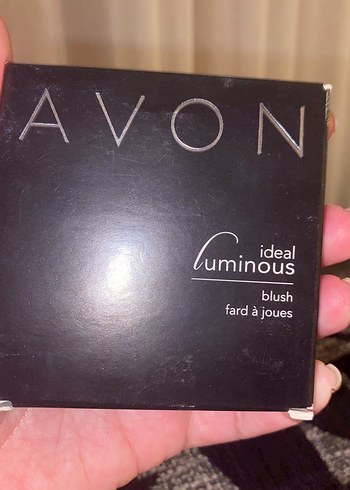 AVON
ideal
luminous
blush
fard à joues